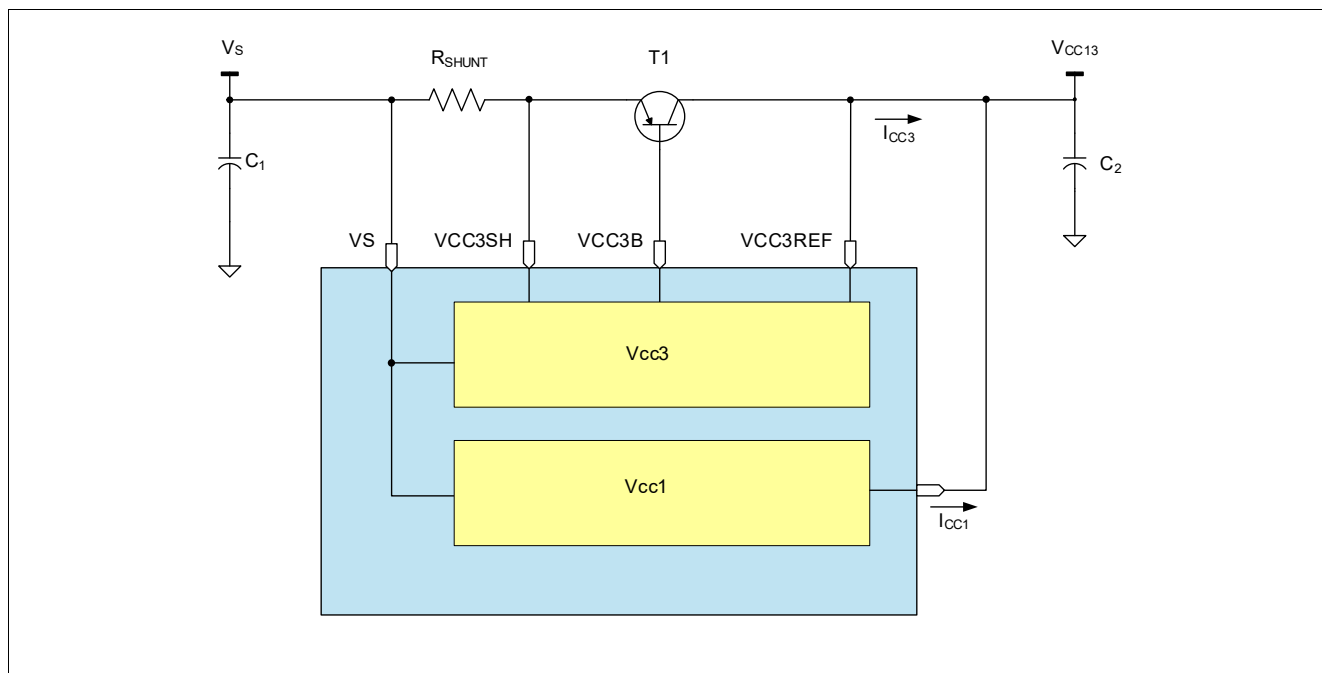 VS
RSHUNT
T1
VCC13
ICC3
C1
C2
VS
VCC3SH
VCC3B
VCC3REF
Vcc3
Vcc1
ICC1